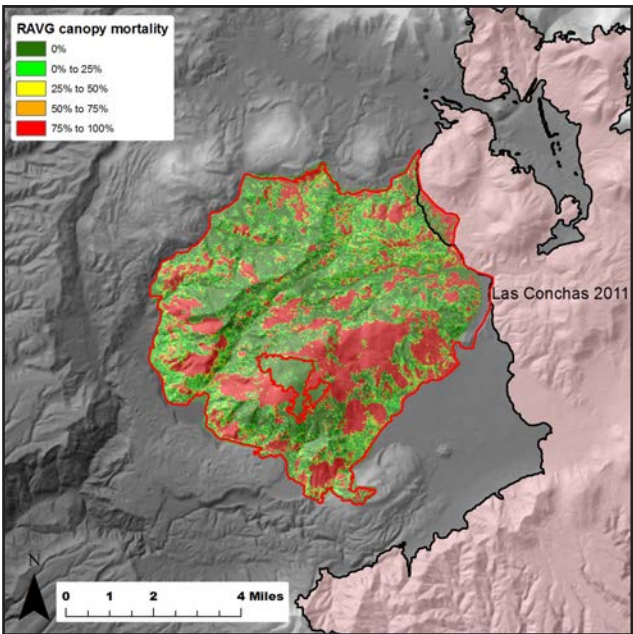 RAVG canopy mortality
0%
0% to 25%
25% to 50%
50% to 75%
75% to 100%
Las Conchas 2011
N
0 1 2 4 Miles